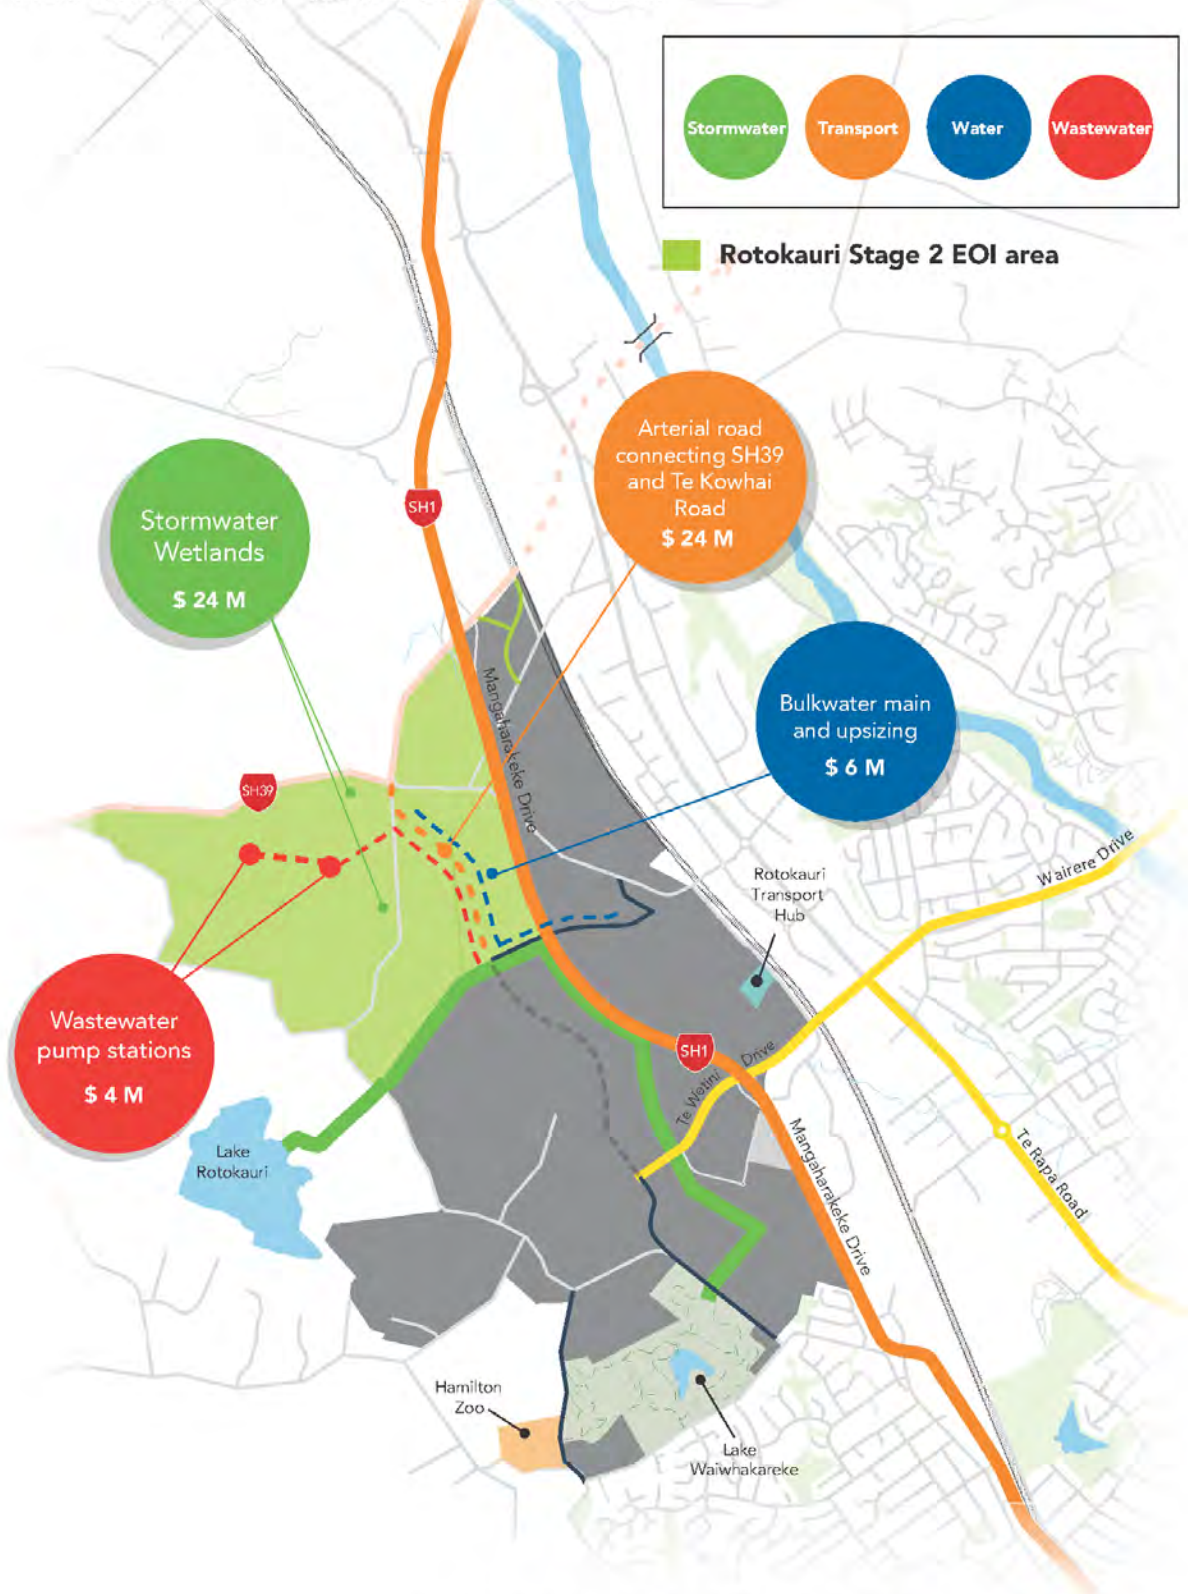 Stormwater
Transport
Water
Wastewater
Rotokauri Stage 2 EOI area
Arterial road
connecting SH39
and Te Kowhai
Road
$ 24 M
Stormwater
Wetlands
$ 24 M
SH1
Bulkwater main
and upsizing
$ 6 M
Mangaharakeke Drive
SH39
Wairere Drive
Rotokauri
Transport
Hub
Wastewater
pump stations
$ 4 M
SH1
Te Wetini Drive
Lake
Rotokauri
Mangaharakeke Drive
Te Rapa Road
Hamilton
Zoo
Lake
Waiwhakareke